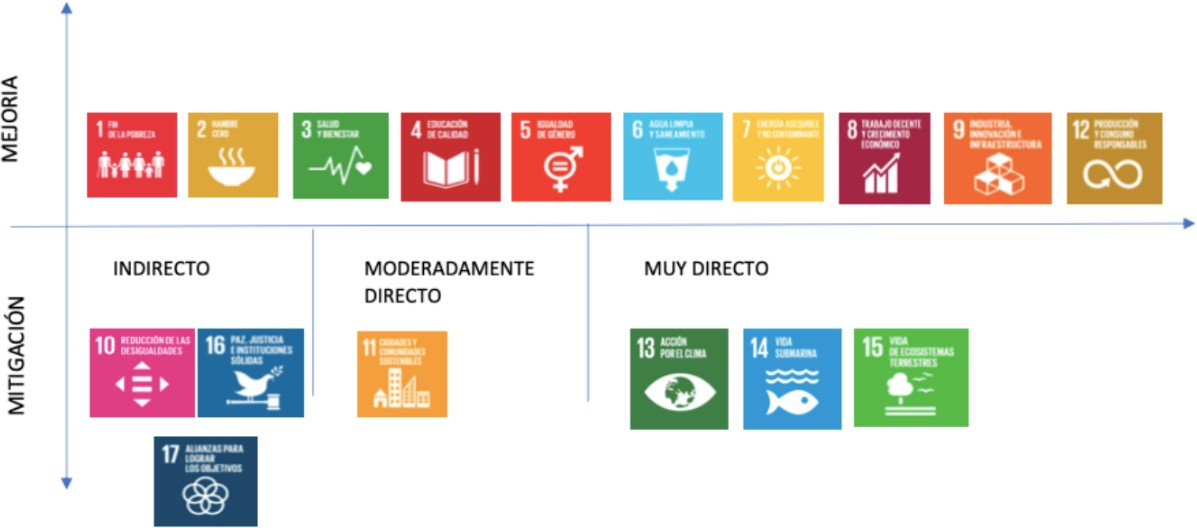 MEJORIA
1 FIN
DE LA POBREZA
2 HAMBRE
CERO
3 SALUD
Y BIENESTAR
4 EDUCACIÓN
DE CALIDAD
5 IGUALDAD
DE GÉNERO
6 AGUA LIMPIA
Y SANEAMIENTO
7 ENERGÍA ASEQUIBLE
Y NO CONTAMINANTE
8 TRABAJO DECENTE
Y CRECIMIENTO
ECONÓMICO
9 INDUSTRIA,
INNOVACIÓN E
INFRAESTRUCTURA
12 PRODUCCIÓN
Y CONSUMO
RESPONSABLES
MITIGACIÓN
INDIRECTO
MODERADAMENTE
DIRECTO
MUY DIRECTO
10 REDUCCIÓN DE LAS
DESIGUALDADES
16 PAZ, JUSTICIA
E INSTITUCIONES
SÓLIDAS
11 CIUDADES Y
COMUNIDADES
SOSTENIBLES
13 ACCIÓN
POR EL CLIMA
14 VIDA
SUBMARINA
15 VIDA
DE ECOSISTEMAS
TERRESTRES
17 ALIANZAS PARA
LOGRAR
LOS OBJETIVOS